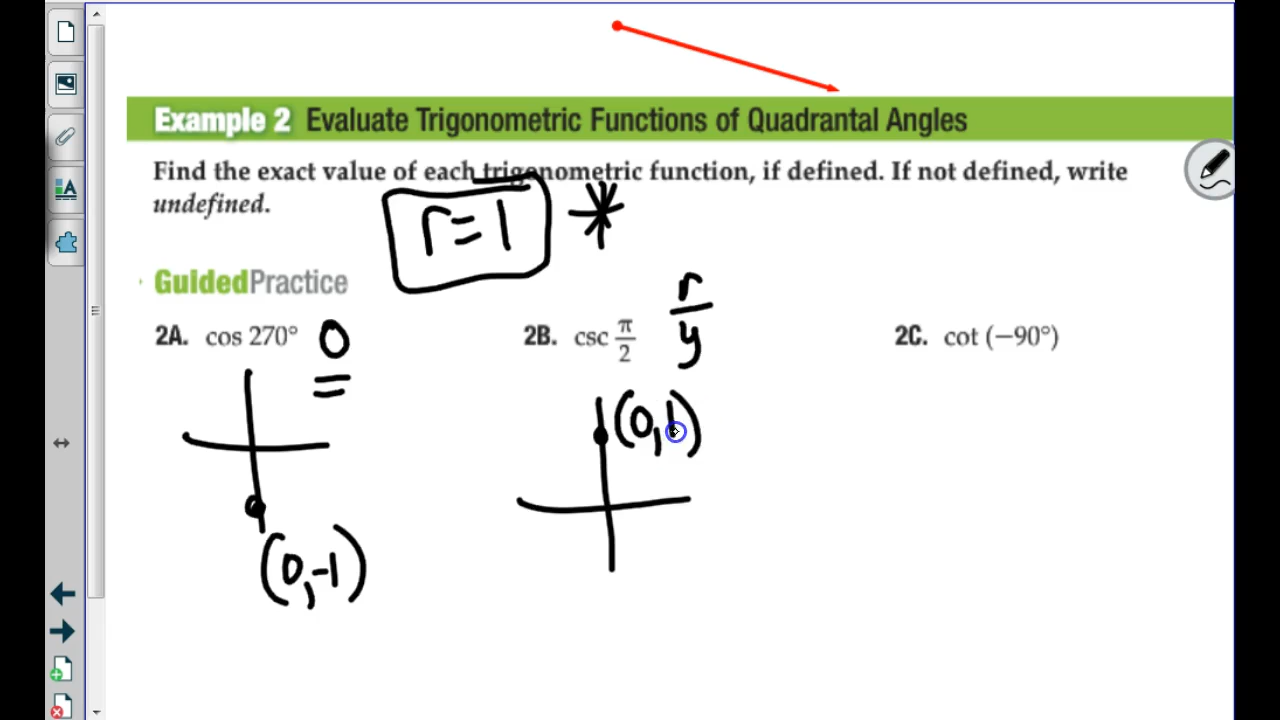 Example 2 Evaluate Trigonometric Functions of Quadrantal Angles
Find the exact value of each trigonometric function, if defined. If not defined, write
undefined.
r=1 *
GuidedPractice
2A. cos 270° 0
2B. csc π/2 r/y
2C. cot (−90°)
(0,-1)
(0,1)